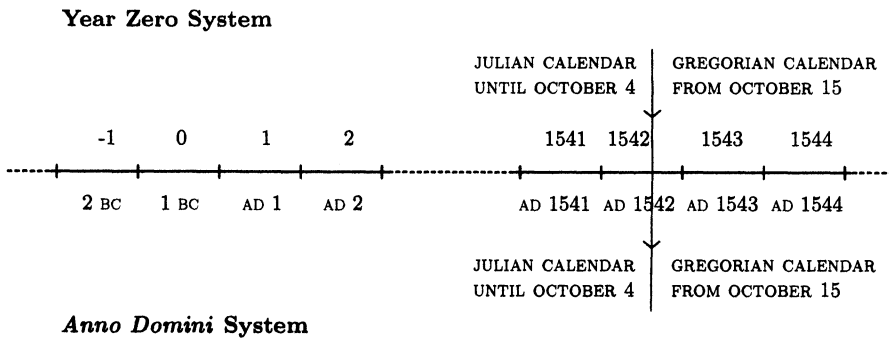 Year Zero System
JULIAN CALENDAR GREGORIAN CALENDAR
UNTIL OCTOBER 4 FROM OCTOBER 15
-1 0 1 2 1541 1542 1543 1544
2 BC 1 BC AD 1 AD 2 AD 1541 AD 1542 AD 1543 AD 1544
JULIAN CALENDAR GREGORIAN CALENDAR
UNTIL OCTOBER 4 FROM OCTOBER 15
Anno Domini System